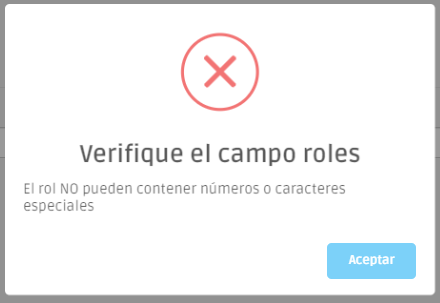 Verifique el campo roles
El rol NO pueden contener números o caracteres
especiales
Aceptar